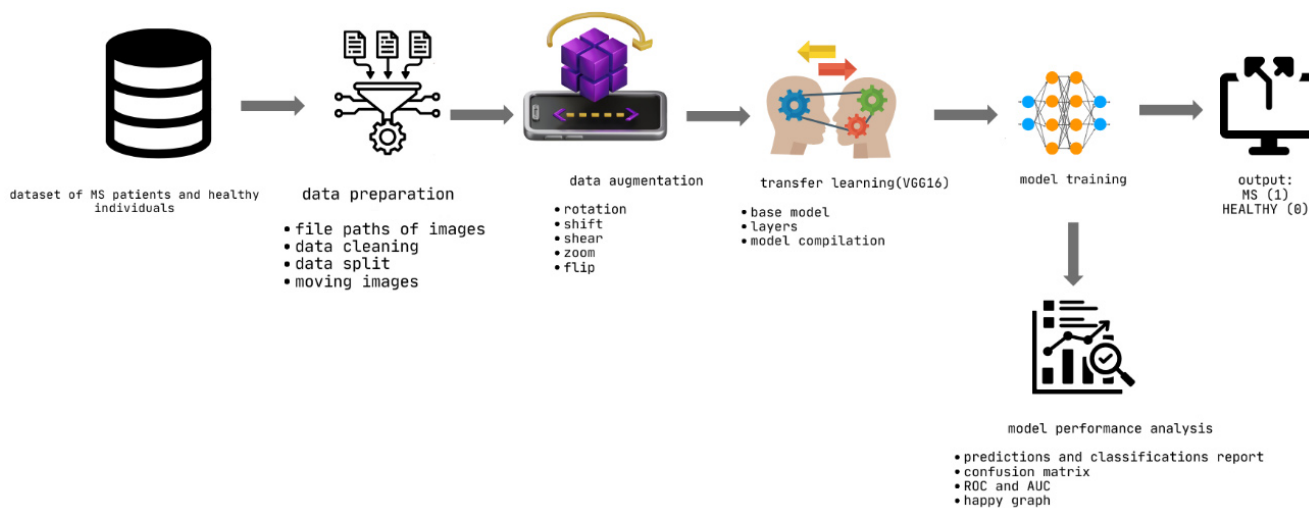 dataset of MS patients and healthy
individuals
data preparation
• file paths of images
• data cleaning
• data split
• moving images
data augmentation
• rotation
• shift
• shear
• zoom
• flip
transfer learning(VGG16)
• base model
• layers
• model compilation
model training
output:
MS (1)
HEALTHY (0)
model performance analysis
• predictions and classifications report
• confusion matrix
• ROC and AUC
• happy graph